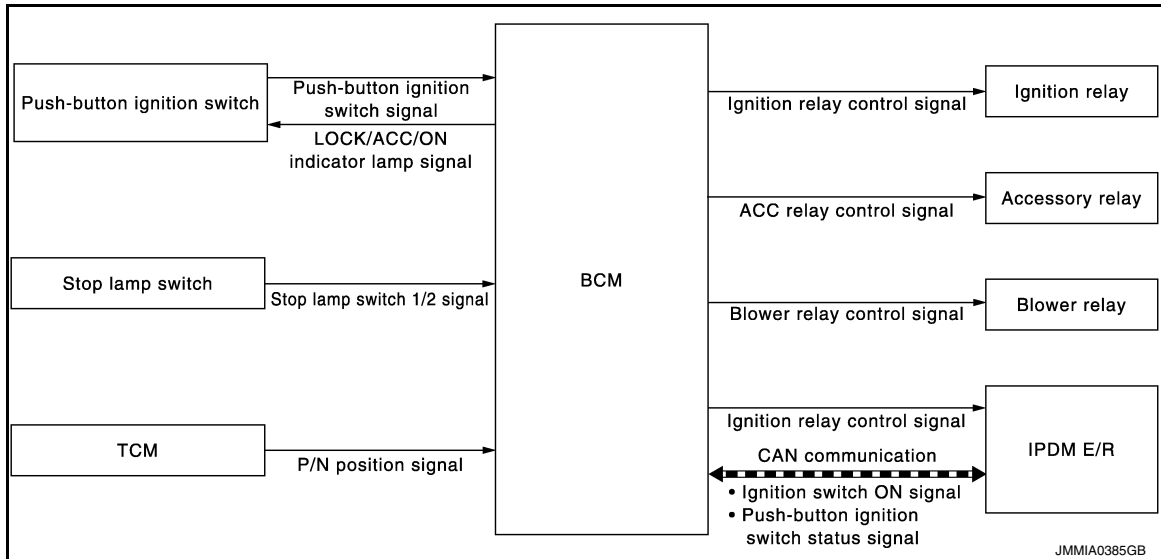 Push-button ignition switch
Push-button ignition
switch signal
LOCK/ACC/ON
indicator lamp signal
Stop lamp switch
Stop lamp switch 1/2 signal
TCM
P/N position signal
BCM
Ignition relay control signal
Ignition relay
ACC relay control signal
Accessory relay
Blower relay control signal
Blower relay
Ignition relay control signal
CAN communication
• Ignition switch ON signal
• Push-button ignition
switch status signal
IPDM E/R
JMMIA0385GB